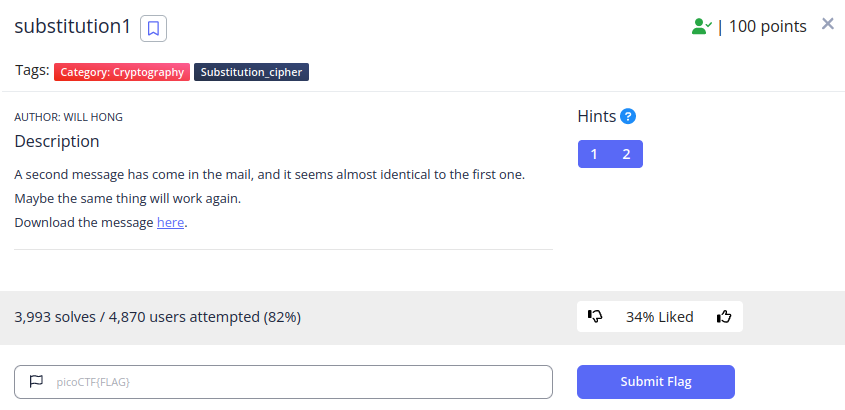 substitution1
| 100 points
Tags: Category: Cryptography Substitution_cipher
AUTHOR: WILL HONG
Hints ?
Description
1 2
A second message has come in the mail, and it seems almost identical to the first one.
Maybe the same thing will work again.
Download the message here.
3,993 solves / 4,870 users attempted (82%)
34% Liked
picoCTF{FLAG}
Submit Flag